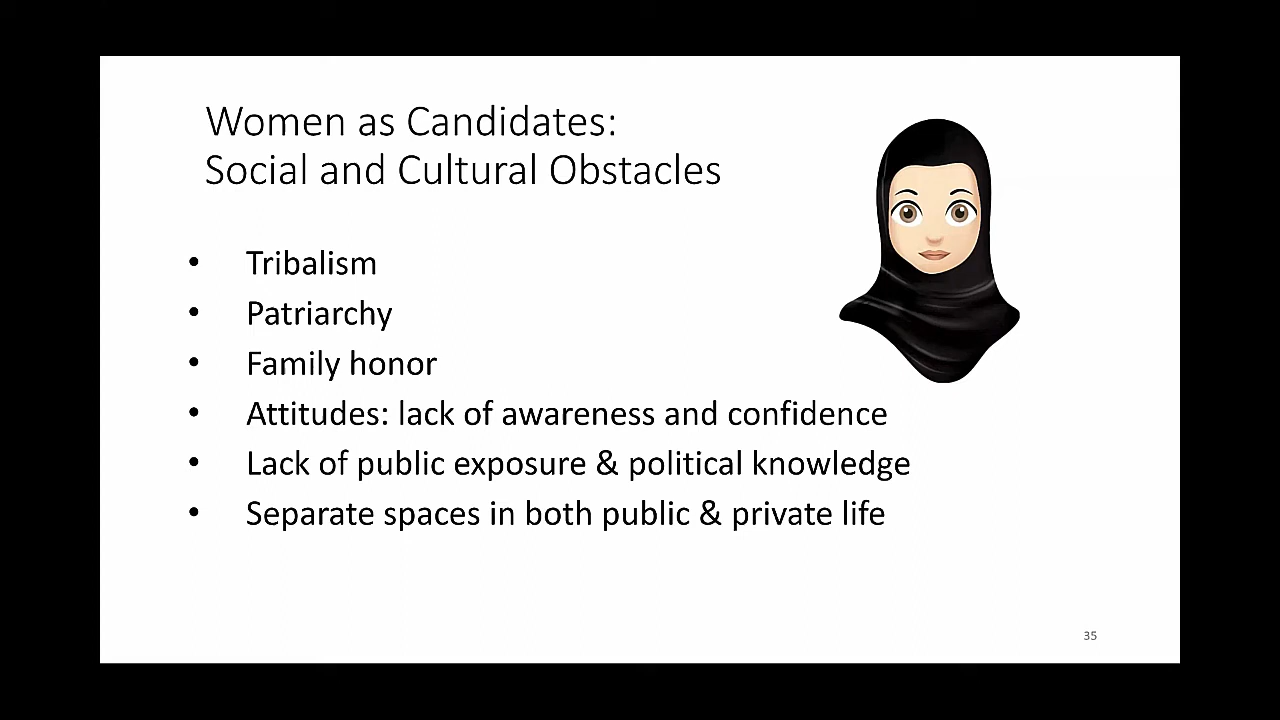 Women as Candidates:
Social and Cultural Obstacles
• Tribalism
• Patriarchy
• Family honor
• Attitudes: lack of awareness and confidence
• Lack of public exposure & political knowledge
• Separate spaces in both public & private life
35